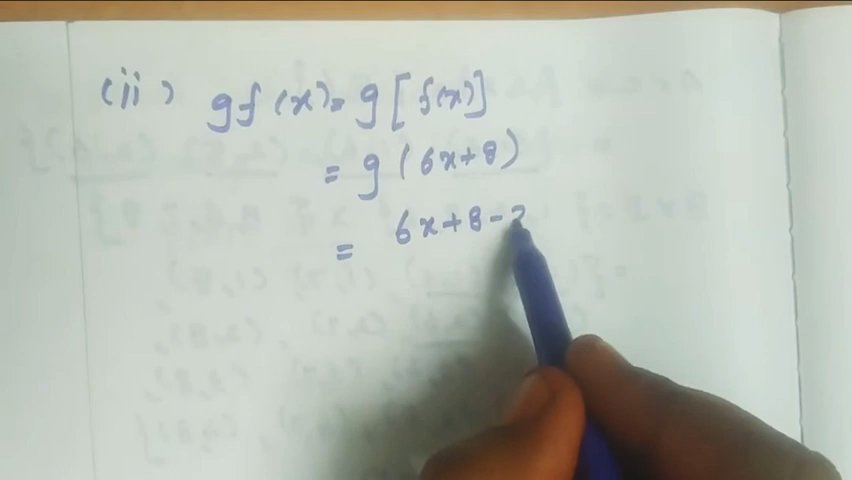 (ii) gf(x) = g[f(x)]
= g(6x+8)
= 6x+8-